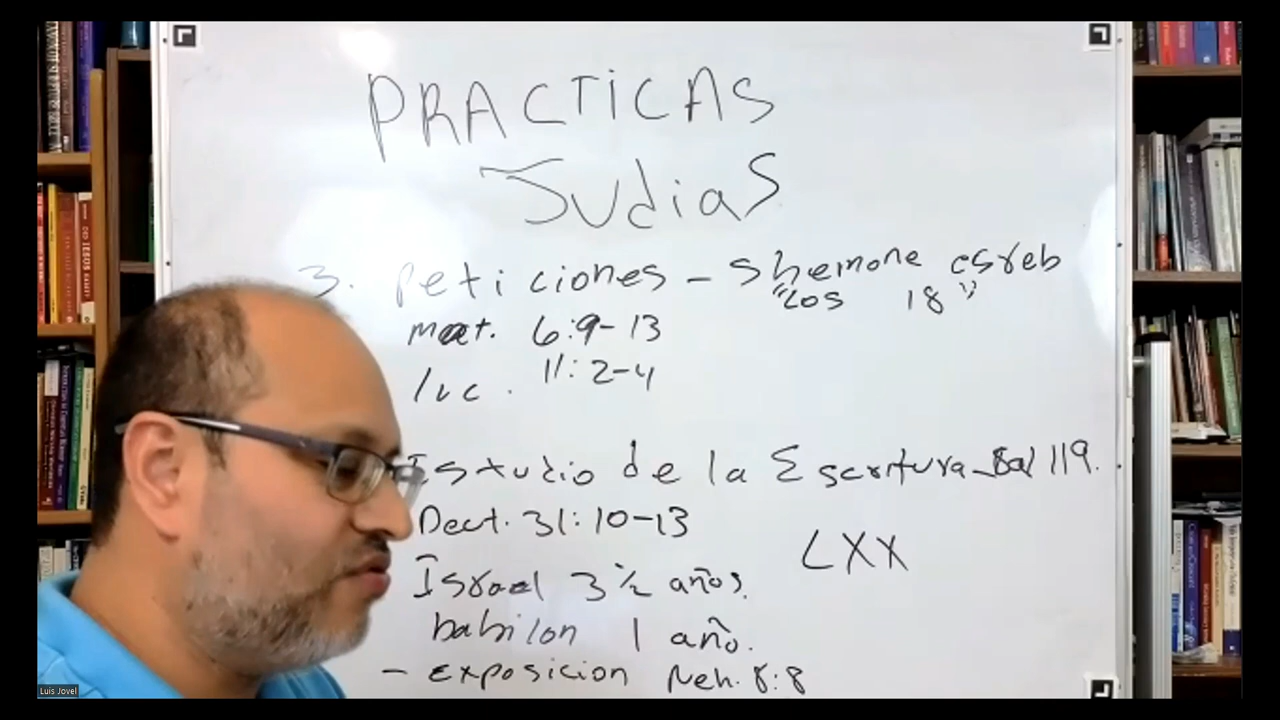 PRACTICAS
JudiaS
3. Peticiones - Shemone esreb
"Los 18"
mat. 6:9-13
luc. 11:2-4
Estudio de la Escritura - Sal 119.
Deut. 31:10-13
LXX
Israel 3 ½ años.
babilon 1 año.
- exposicion Neh. 8:8
Luis Jovel